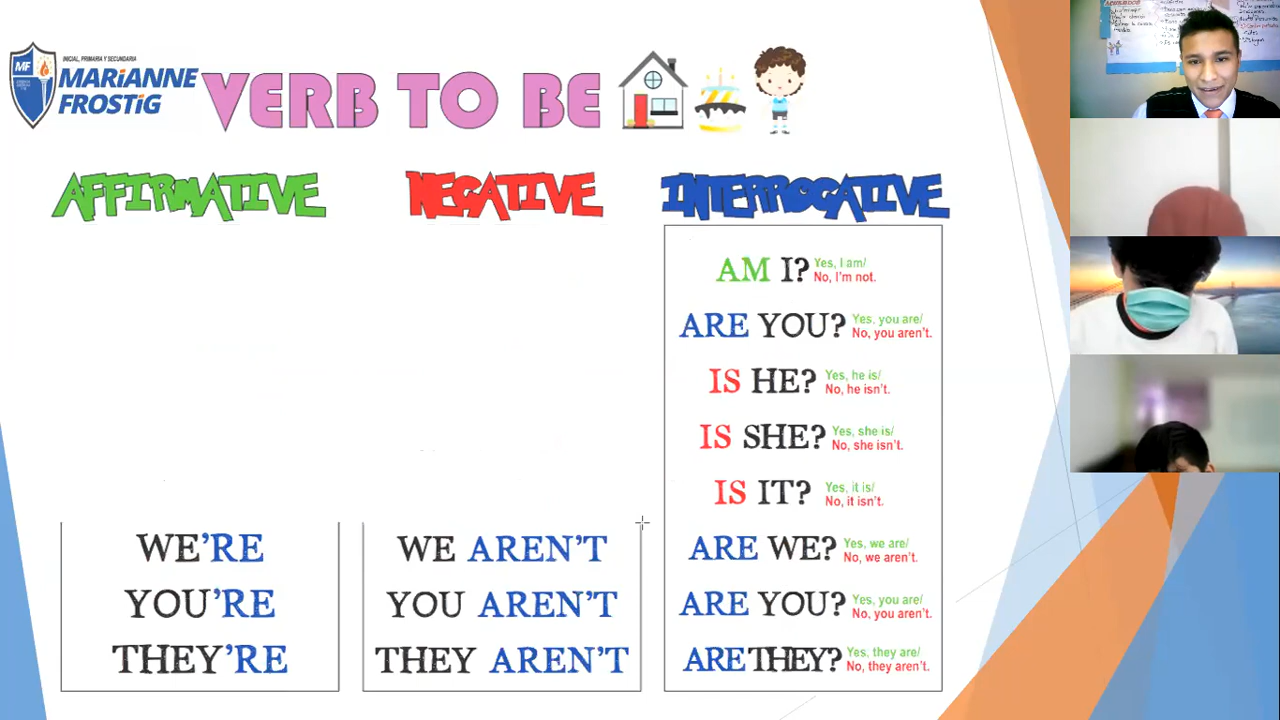 MF
INICIAL, PRIMARIA Y SECUNDARIA
MARIANNE
FROSTIG
VERB TO BE
AFFIRMATIVE
NEGATIVE
INTERROGATIVE
WE'RE
YOU'RE
THEY'RE
WE AREN'T
YOU AREN'T
THEY AREN'T
AM I? Yes, I am/
No, I'm not.
ARE YOU? Yes, you are/
No, you aren't.
IS HE? Yes, he is/
No, he isn't.
IS SHE? Yes, she is/
No, she isn't.
IS IT? Yes, it is/
No, it isn't.
ARE WE? Yes, we are/
No, we aren't.
ARE YOU? Yes, you are/
No, you aren't.
ARE THEY? Yes, they are/
No, they aren't.